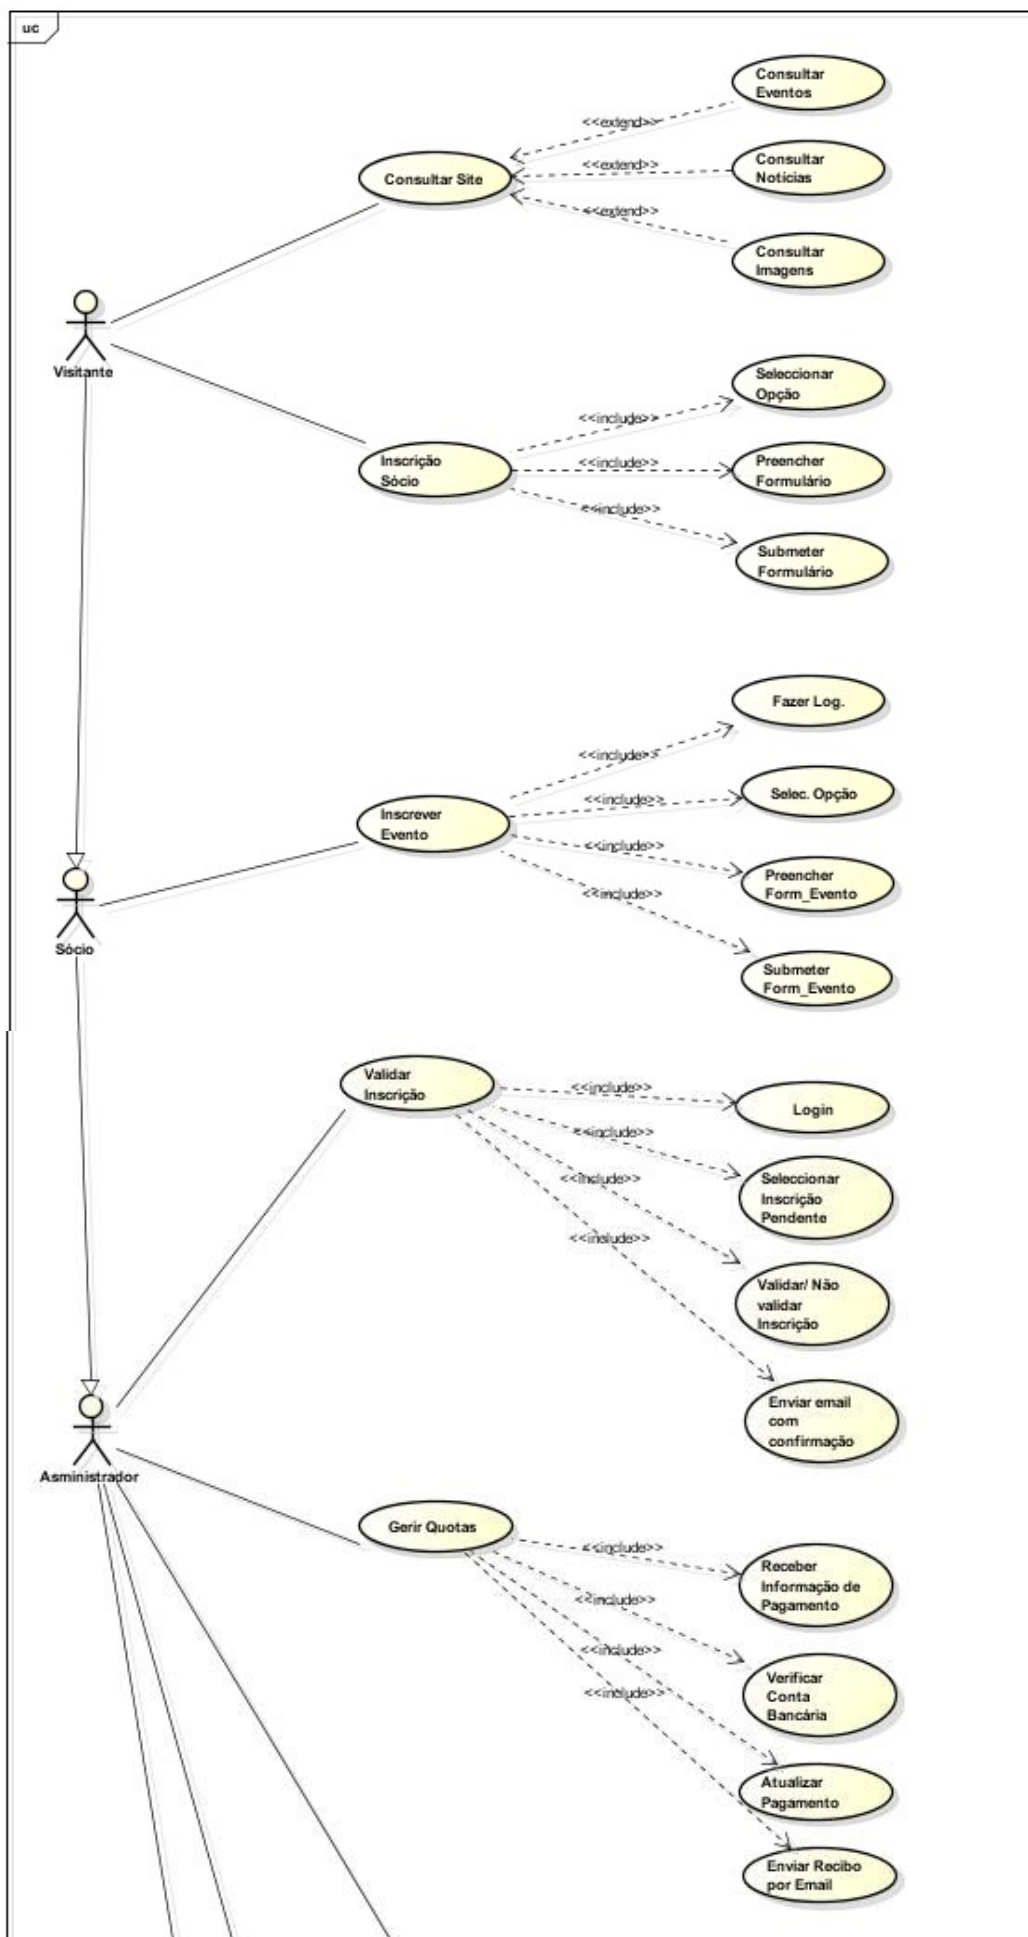 uc
Consultar
Eventos
<<extend>>
Consultar Site
<<extend>>
Consultar
Notícias
<<extend>>
Consultar
Imagens
Visitante
Seleccionar
Opção
<<include>>
Inscrição
Sócio
<<include>>
Preencher
Formulário
<<include>>
Submeter
Formulário
Fazer Log.
<<include>>
Selec. Opção
<<include>>
Inscrever
Evento
<<include>>
Preencher
Form_Evento
<<include>>
Sócio
Submeter
Form_Evento
Validar
Inscrição
<<include>>
Login
<<include>>
Seleccionar
Inscrição
Pendente
<<include>>
<<include>>
Validar/ Não
validar
Inscrição
Enviar email
com
confirmação
Asministrador
Gerir Quotas
<<include>>
Receber
Informação de
Pagamento
<<include>>
<<include>>
Verificar
Conta
Bancária
<<include>>
Atualizar
Pagamento
Enviar Recibo
por Email